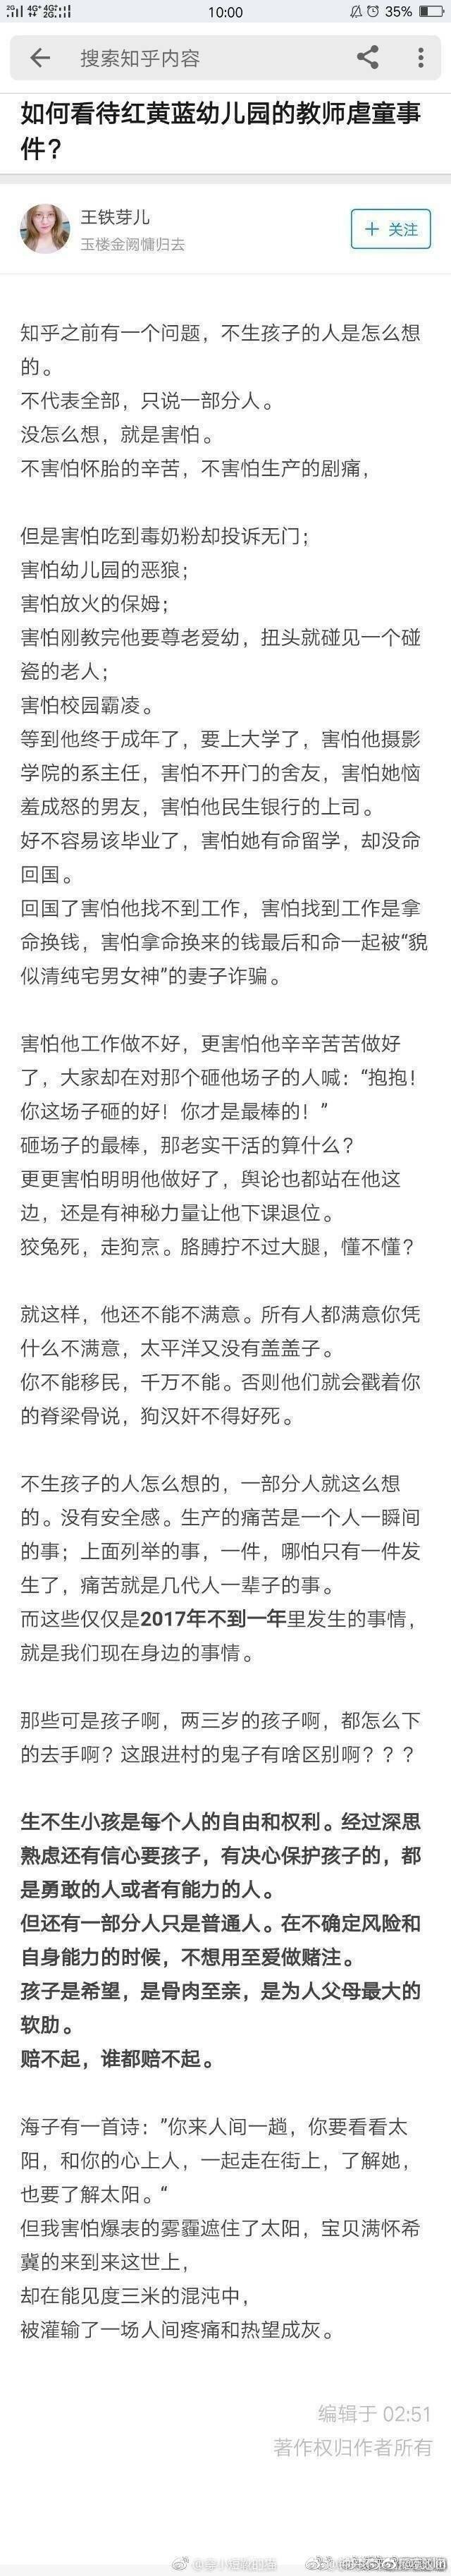 10:00
35%
搜索知乎内容
如何看待红黄蓝幼儿园的教师虐童事
件?
王铁芽儿
玉楼金阙慵归去
+ 关注
知乎之前有一个问题，不生孩子的人是怎么想
的。
不代表全部，只说一部分人。
没怎么想，就是害怕。
不害怕怀胎的辛苦，不害怕生产的剧痛，
但是害怕吃到毒奶粉却投诉无门；
害怕幼儿园的恶狼；
害怕放火的保姆；
害怕刚教完他要尊老爱幼，扭头就碰见一个碰
瓷的老人；
害怕校园霸凌。
等到他终于成年了，要上大学了，害怕他摄影
学院的系主任，害怕不开门的舍友，害怕她恼
羞成怒的男友，害怕他民生银行的上司。
好不容易该毕业了，害怕她有命留学，却没命
回国。
回国了害怕他找不到工作，害怕找到工作是拿
命换钱，害怕拿命换来的钱最后和命一起被“貌
似清纯宅男女神”的妻子诈骗。
害怕他工作做不好，更害怕他辛辛苦苦做好
了，大家却在对那个砸他场子的人喊：“抱抱！
你这场子砸的好！你才是最棒的！”
砸场子的最棒，那老实干活的算什么？
更更害怕明明他做好了，舆论也都站在他这
边，还是有神秘力量让他下课退位。
狡兔死，走狗烹。胳膊拧不过大腿，懂不懂？
就这样，他还不能不满意。所有人都满意你凭
什么不满意，太平洋又没有盖盖子。
你不能移民，千万不能。否则他们就会戳着你
的脊梁骨说，狗汉奸不得好死。
不生孩子的人怎么想的，一部分人就这么想
的。没有安全感。生产的痛苦是一个人一瞬间
的事；上面列举的事，一件，哪怕只有一件发
生了，痛苦就是几代人一辈子的事。
而这些仅仅是2017年不到一年里发生的事情，
就是我们现在身边的事情。
那些可是孩子啊，两三岁的孩子啊，都怎么下
的去手啊？这跟进村的鬼子有啥区别啊？？？
生不生小孩是每个人的自由和权利。经过深思
熟虑还有信心要孩子，有决心保护孩子的，都
是勇敢的人或者有能力的人。
但还有一部分人只是普通人。在不确定风险和
自身能力的时候，不想用至爱做赌注。
孩子是希望，是骨肉至亲，是为人父母最大的
软肋。
赔不起，谁都赔不起。
海子有一首诗：”你来人间一趟，你要看看太
阳，和你的心上人，一起走在街上，了解她，
也要了解太阳。“
但我害怕爆表的雾霾遮住了太阳，宝贝满怀希
冀的来到来这世上，
却在能见度三米的混沌中，
被灌输了一场人间疼痛和热望成灰。
编辑于 02:51
著作权归作者所有